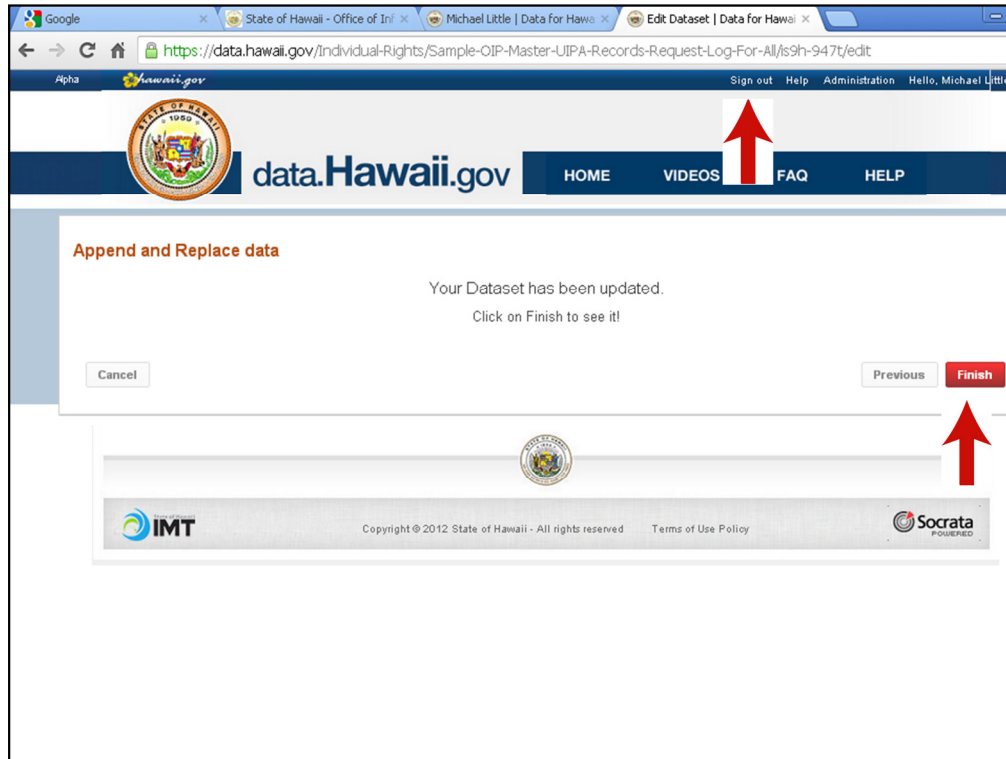 Google
State of Hawaii - Office of Inf
Michael Little | Data for Hawa
Edit Dataset | Data for Hawai
https://data.hawaii.gov/Individual-Rights/Sample-OIP-Master-UIPA-Records-Request-Log-For-All/is9h-947t/edit
Alpha
hawaii.gov
Sign out Help Administration Hello, Michael Little
data.Hawaii.gov
HOME VIDEOS FAQ HELP
Append and Replace data
Your Dataset has been updated.
Click on Finish to see it!
Cancel
Previous
Finish
IMT
Copyright © 2012 State of Hawaii - All rights reserved
Terms of Use Policy
Socrata
POWERED